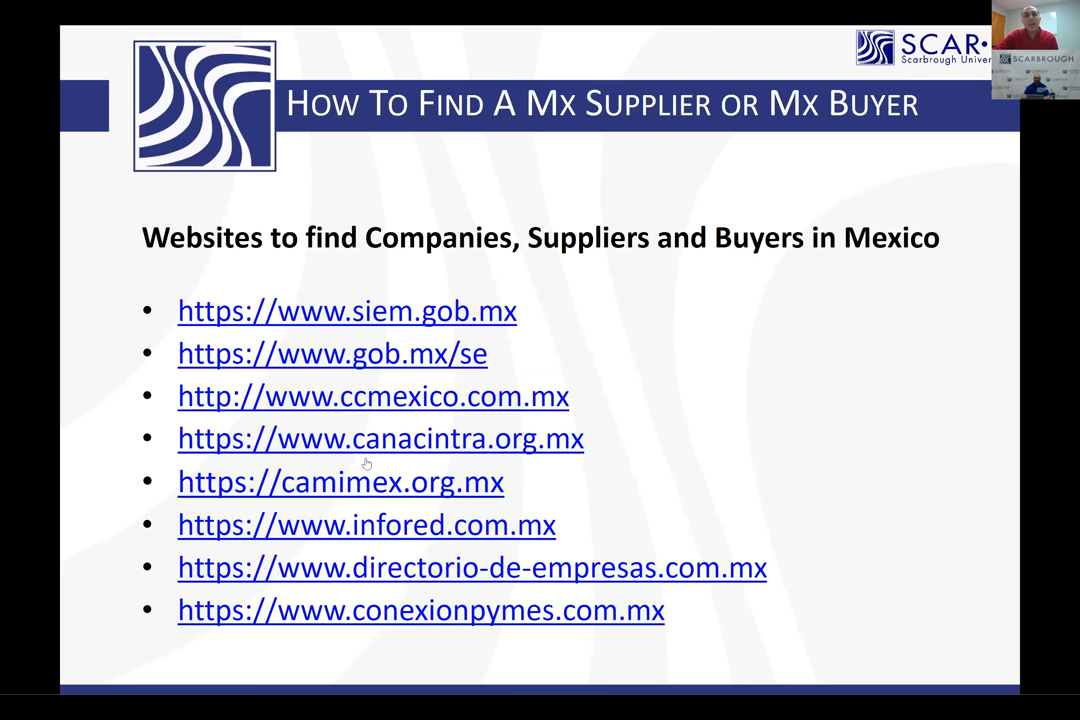 SCAR•
Scarbrough Univer
SCARBROUGH
HOW TO FIND A MX SUPPLIER OR MX BUYER
Websites to find Companies, Suppliers and Buyers in Mexico
• https://www.siem.gob.mx
• https://www.gob.mx/se
• http://www.ccmexico.com.mx
• https://www.canacintra.org.mx
• https://camimex.org.mx
• https://www.infored.com.mx
• https://www.directorio-de-empresas.com.mx
• https://www.conexionpymes.com.mx